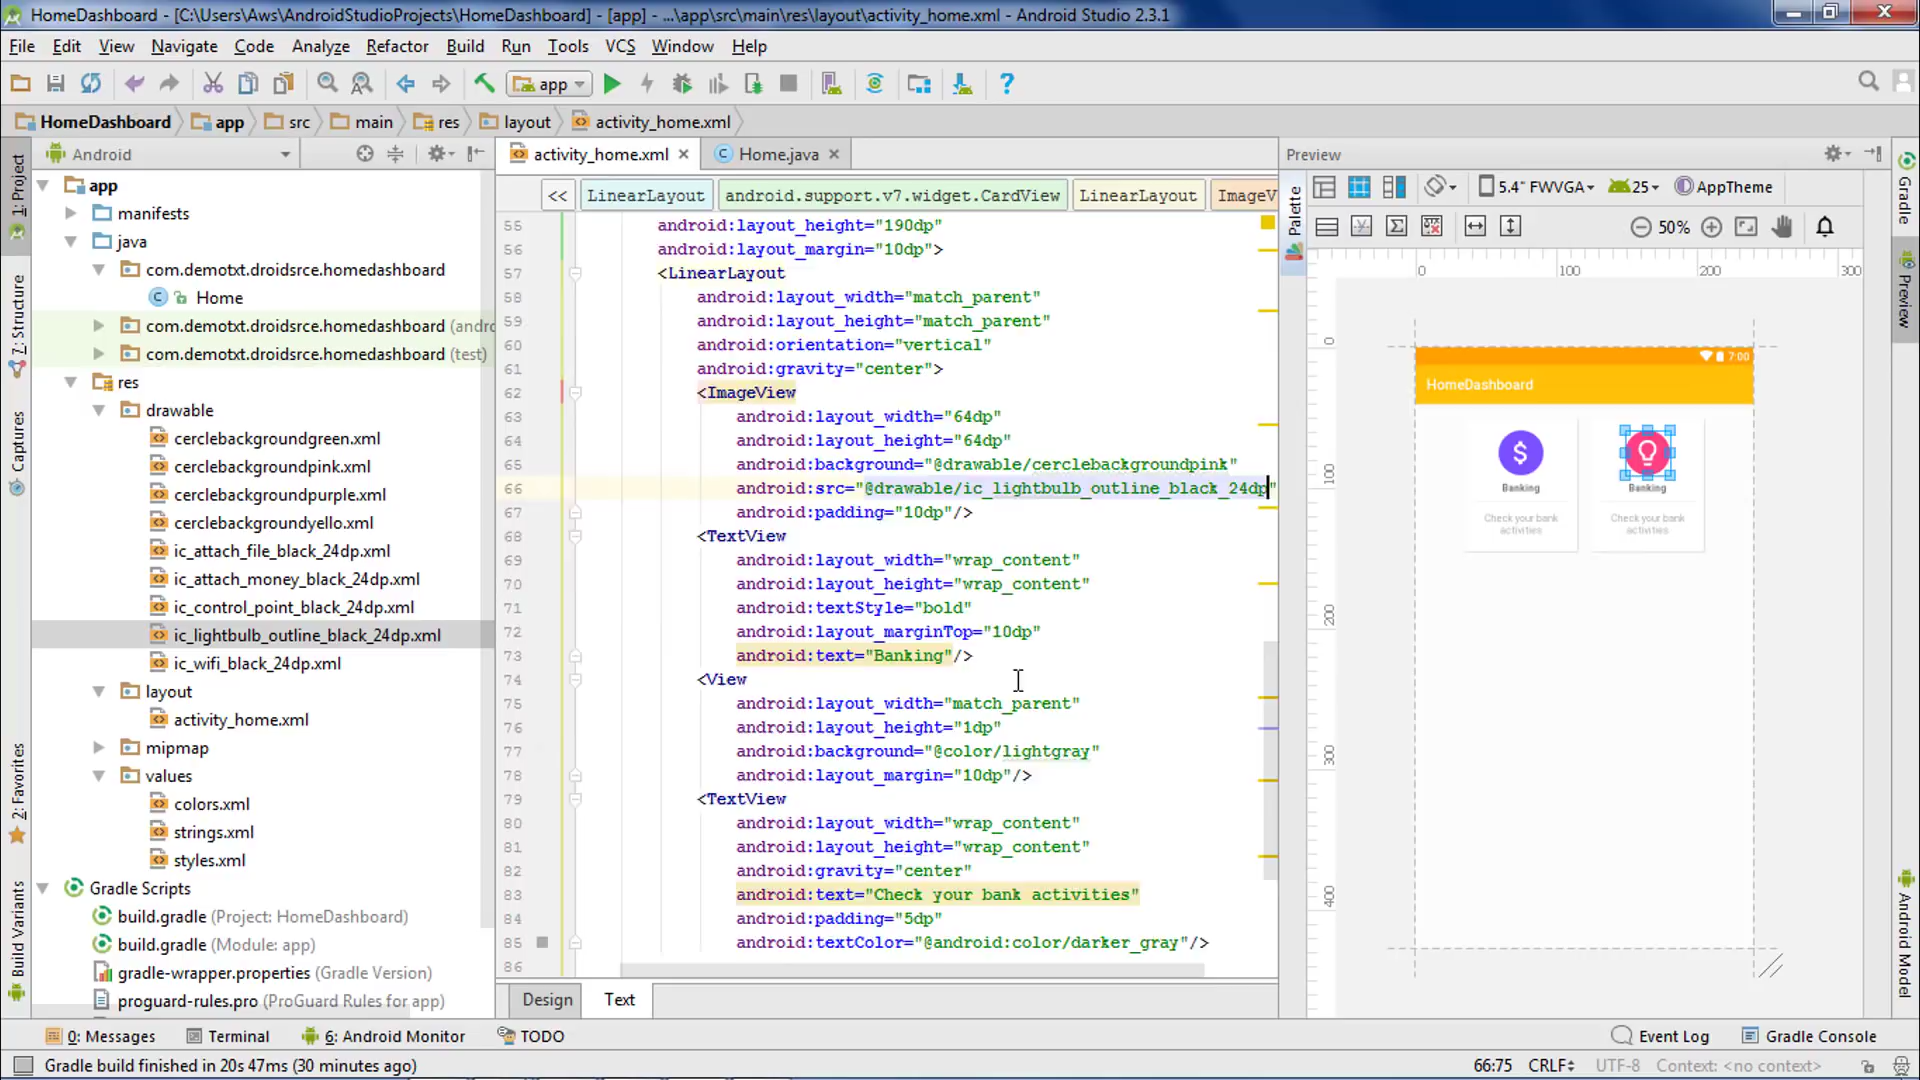 HomeDashboard - [C:\Users\Aws\AndroidStudioProjects\HomeDashboard] - [app] - ...\app\src\main\res\layout\activity_home.xml - Android Studio 2.3.1
File Edit View Navigate Code Analyze Refactor Build Run Tools VCS Window Help
app
HomeDashboard app src main res layout activity_home.xml
Android
activity_home.xml
Home.java
Preview
<< LinearLayout android.support.v7.widget.CardView LinearLayout ImageV
5.4" FWVGA 25 AppTheme
50%
1: Project
7: Structure
Captures
2: Favorites
Build Variants
app
manifests
java
com.demotxt.droidsrce.homedashboard
Home
com.demotxt.droidsrce.homedashboard (andro
com.demotxt.droidsrce.homedashboard (test)
res
drawable
cerclebackgroundgreen.xml
cerclebackgroundpink.xml
cerclebackgroundpurple.xml
cerclebackgroundyello.xml
ic_attach_file_black_24dp.xml
ic_attach_money_black_24dp.xml
ic_control_point_black_24dp.xml
ic_lightbulb_outline_black_24dp.xml
ic_wifi_black_24dp.xml
layout
activity_home.xml
mipmap
values
colors.xml
strings.xml
styles.xml
Gradle Scripts
build.gradle (Project: HomeDashboard)
build.gradle (Module: app)
gradle-wrapper.properties (Gradle Version)
proguard-rules.pro (ProGuard Rules for app)
55 android:layout_height="190dp"
56 android:layout_margin="10dp">
57 <LinearLayout
58 android:layout_width="match_parent"
59 android:layout_height="match_parent"
60 android:orientation="vertical"
61 android:gravity="center">
62 <ImageView
63 android:layout_width="64dp"
64 android:layout_height="64dp"
65 android:background="@drawable/cerclebackgroundpink"
66 android:src="@drawable/ic_lightbulb_outline_black_24dp"
67 android:padding="10dp"/>
68 <TextView
69 android:layout_width="wrap_content"
70 android:layout_height="wrap_content"
71 android:textStyle="bold"
72 android:layout_marginTop="10dp"
73 android:text="Banking"/>
74 <View
75 android:layout_width="match_parent"
76 android:layout_height="1dp"
77 android:background="@color/lightgray"
78 android:layout_margin="10dp"/>
79 <TextView
80 android:layout_width="wrap_content"
81 android:layout_height="wrap_content"
82 android:gravity="center"
83 android:text="Check your bank activities"
84 android:padding="5dp"
85 android:textColor="@android:color/darker_gray"/>
86
Design Text
Palette
0 100 200 300
0
100
200
300
400
7:00
HomeDashboard
$
Banking
Check your bank
activities
Banking
Check your bank
activities
Gradle
Preview
Android Model
0: Messages Terminal 6: Android Monitor TODO Event Log Gradle Console
Gradle build finished in 20s 47ms (30 minutes ago) 66:75 CRLF UTF-8 Context: <no context>